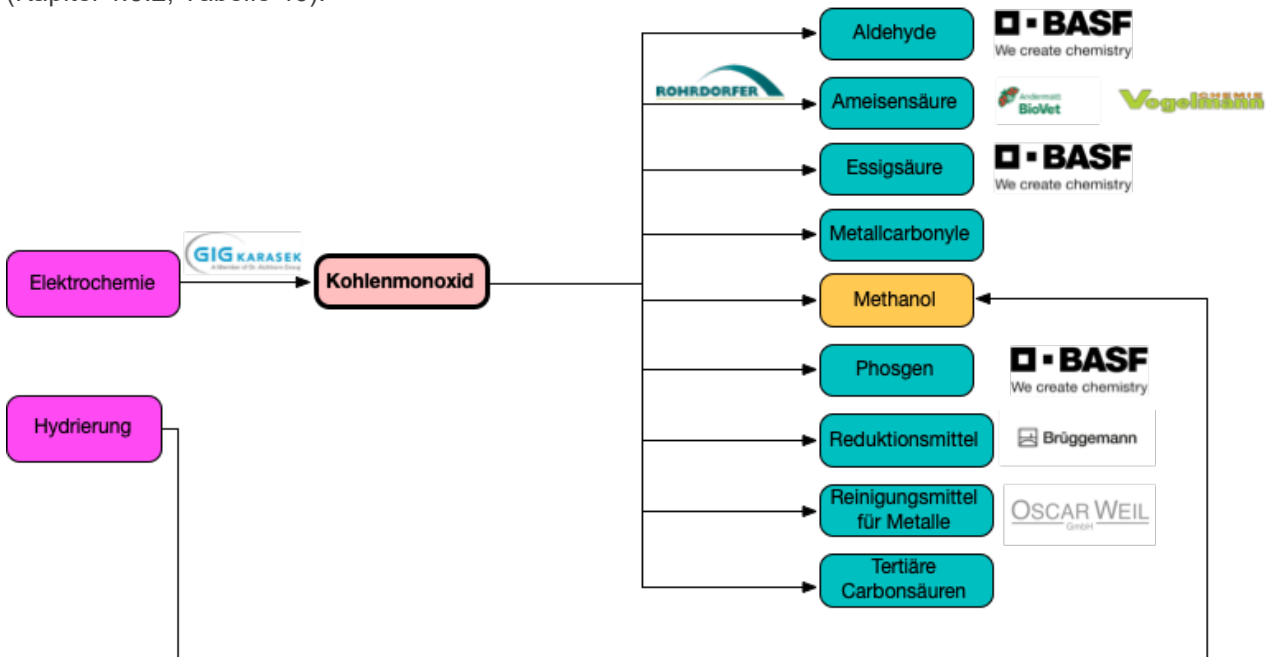 Aldehyde
BASF
We create chemistry
ROHRDORFER
Ameisensäure
Andermatt
BioVet
CHEMIE
Vogelmann
Essigsäure
BASF
We create chemistry
Metallcarbonyle
GIG KARASEK
Elektrochemie
Kohlenmonoxid
Methanol
Phosgen
BASF
We create chemistry
Hydrierung
Reduktionsmittel
Brüggemann
Reinigungsmittel
für Metalle
OSCAR WEIL
GmbH
Tertiäre
Carbonsäuren